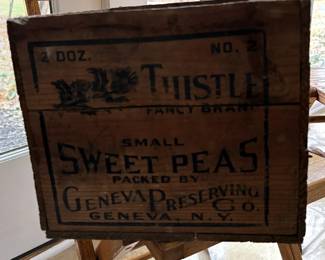 2 DOZ. NO. 2
THISTLE
FANCY BRAND
SMALL
SWEET PEAS
PACKED BY
GENEVA PRESERVING CO.
GENEVA, N.Y.